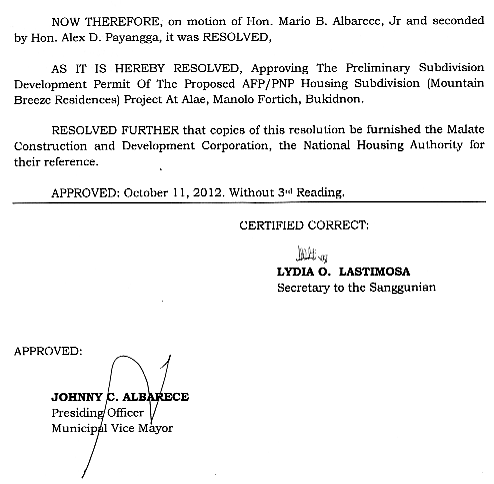 NOW THEREFORE, on motion of Hon. Mario B. Albarece, Jr and seconded
by Hon. Alex D. Payangga, it was RESOLVED,
AS IT IS HEREBY RESOLVED, Approving The Preliminary Subdivision
Development Permit Of The Proposed AFP/PNP Housing Subdivision (Mountain
Breeze Residences) Project At Alae, Manolo Fortich, Bukidnon.
RESOLVED FURTHER that copies of this resolution be furnished the Malate
Construction and Development Corporation, the National Housing Authority for
their reference.
APPROVED: October 11, 2012. Without 3rd Reading.
CERTIFIED CORRECT:
LYDIA O. LASTIMOSA
Secretary to the Sanggunian
APPROVED:
JOHNNY C. ALBARECE
Presiding Officer
Municipal Vice Mayor